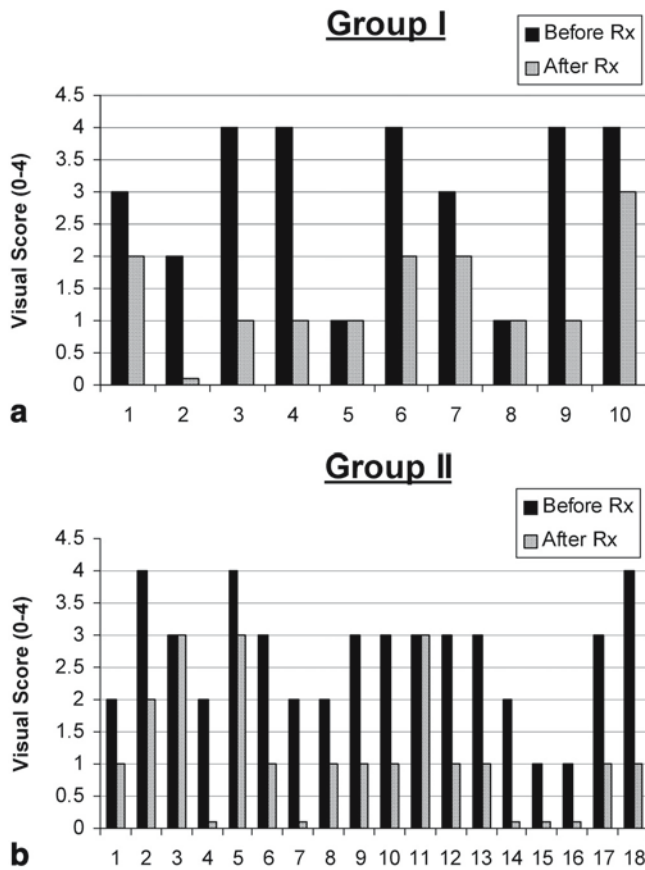 Group I
Before Rx
After Rx
Visual Score (0-4)
4.5
4
3.5
3
2.5
2
1.5
1
0.5
0
1 2 3 4 5 6 7 8 9 10
a
Group II
Before Rx
After Rx
Visual Score (0-4)
4.5
4
3.5
3
2.5
2
1.5
1
0.5
0
1 2 3 4 5 6 7 8 9 10 11 12 13 14 15 16 17 18
b